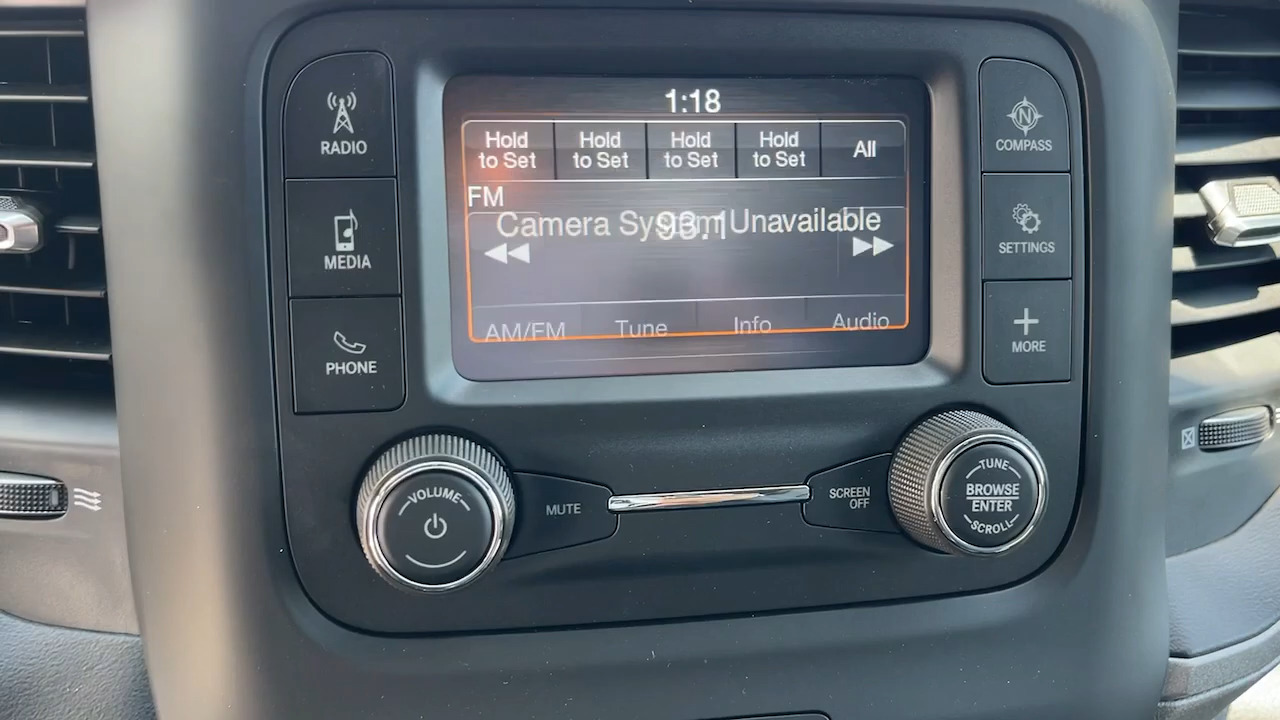 1:18
Hold
to Set
Hold
to Set
Hold
to Set
Hold
to Set
All
FM
Camera System Unavailable
93.1
AM/FM
Tune
Info
Audio
RADIO
MEDIA
PHONE
N
COMPASS
SETTINGS
MORE
VOLUME
MUTE
SCREEN
OFF
TUNE
BROWSE
ENTER
SCROLL